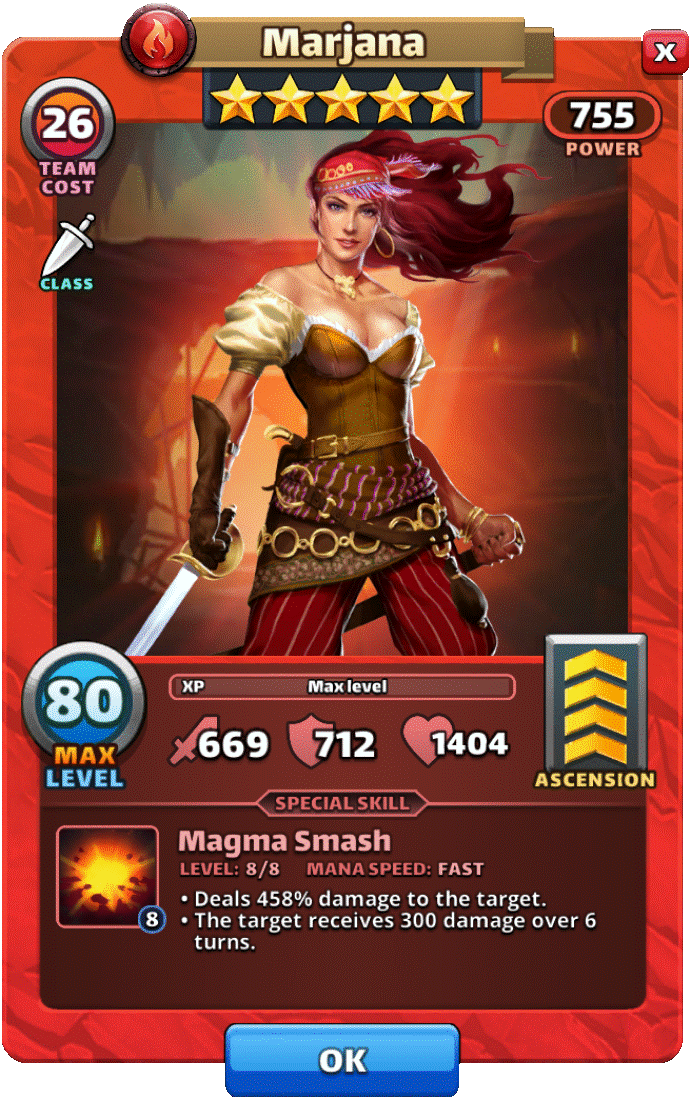 Marjana
X
26
TEAM
COST
755
POWER
CLASS
80
MAX
LEVEL
XP Max level
669 712 1404
ASCENSION
SPECIAL SKILL
Magma Smash
LEVEL: 8/8 MANA SPEED: FAST
8
• Deals 458% damage to the target.
• The target receives 300 damage over 6
turns.
OK